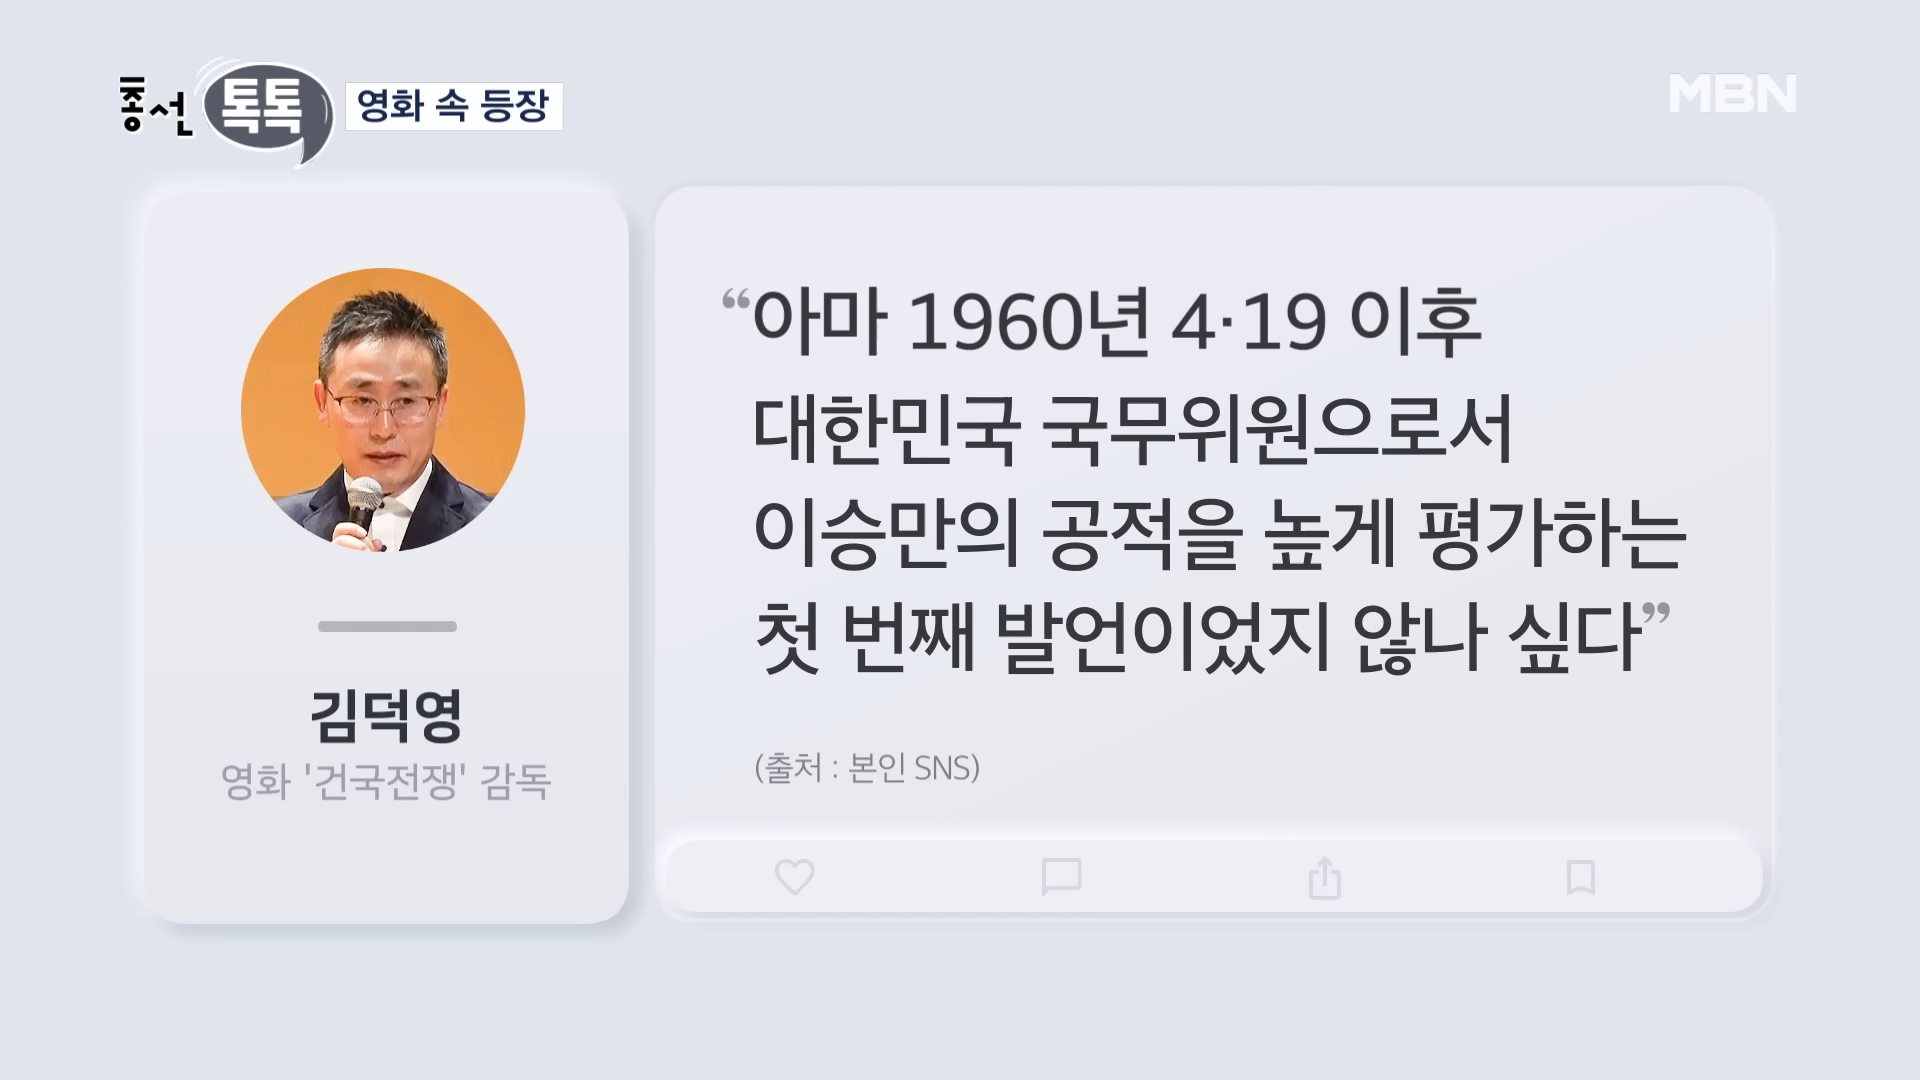 총선 톡톡 영화 속 등장
MBN
“아마 1960년 4·19 이후
대한민국 국무위원으로서
이승만의 공적을 높게 평가하는
첫 번째 발언이었지 않나 싶다”
(출처 : 본인 SNS)
김덕영
영화 '건국전쟁' 감독